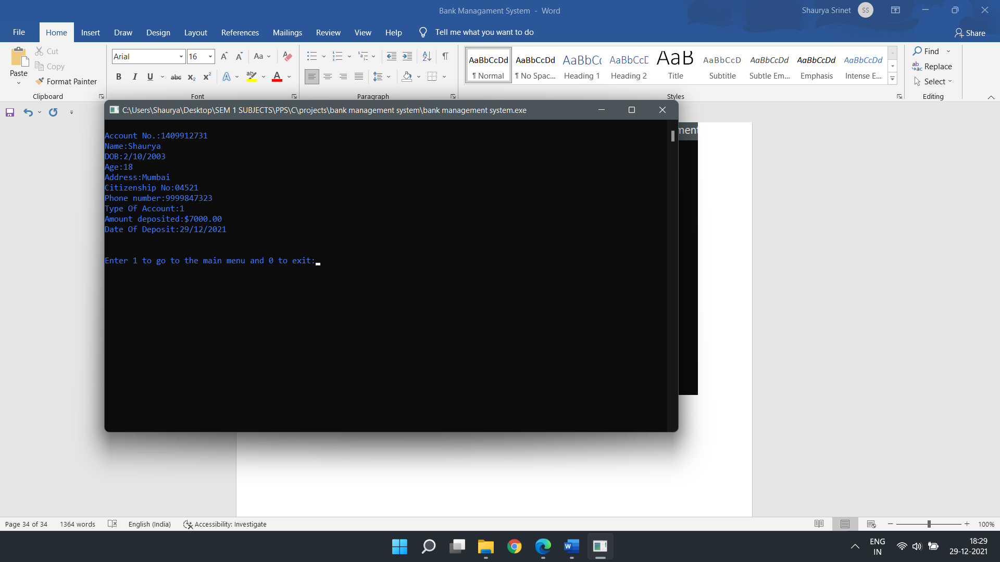 Bank Managament System - Word
Shaurya Srinet
SS
File
Home
Insert
Draw
Design
Layout
References
Mailings
Review
View
Help
Tell me what you want to do
Share
Paste
Cut
Copy
Format Painter
Clipboard
Arial
16
Font
Paragraph
AaBbCcDd
¶ Normal
AaBbCcDd
¶ No Spac...
AaBbCc
Heading 1
AaBbCcD
Heading 2
AaB
Title
AaBbCcD
Subtitle
AaBbCcDd
Subtle Em...
AaBbCcDd
Emphasis
AaBbCcDd
Intense E...
Styles
Find
Replace
Select
Editing
C:\Users\Shaurya\Desktop\SEM 1 SUBJECTS\PPS\C\projects\bank management system\bank management system.exe
Account No.:1409912731
Name:Shaurya
DOB:2/10/2003
Age:18
Address:Mumbai
Citizenship No:04521
Phone number:9999847323
Type Of Account:1
Amount deposited:$7000.00
Date Of Deposit:29/12/2021
Enter 1 to go to the main menu and 0 to exit:
Page 34 of 34
1364 words
English (India)
Accessibility: Investigate
100%
ENG
IN
18:29
29-12-2021